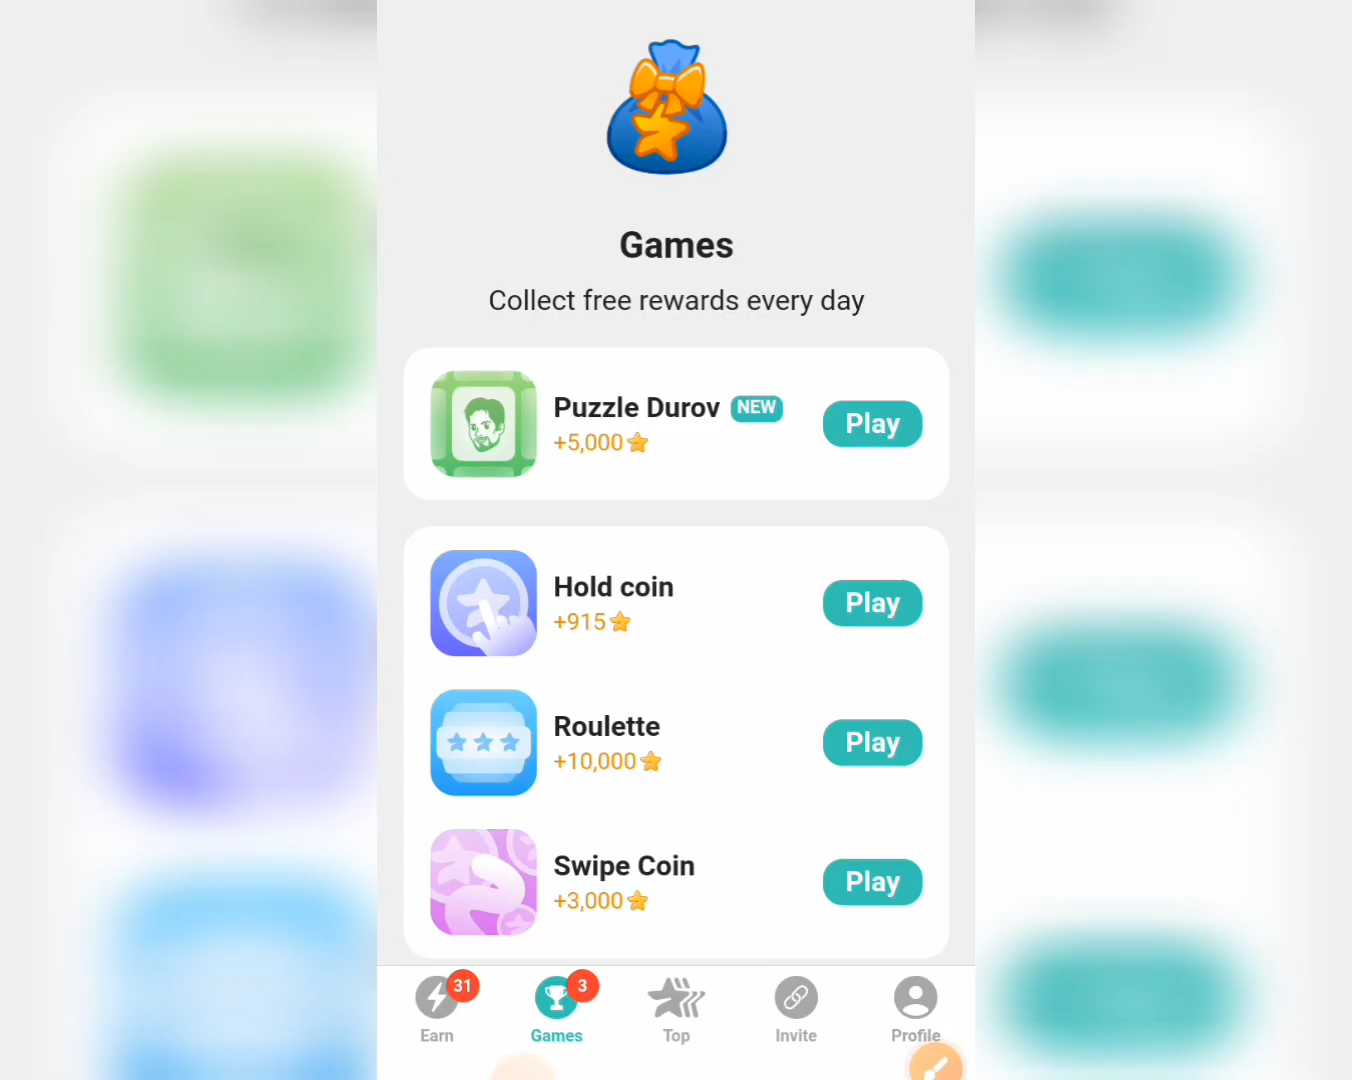 Games
Collect free rewards every day
Puzzle Durov NEW
+5,000
Play
Hold coin
+915
Play
Roulette
+10,000
Play
Swipe Coin
+3,000
Play
31
3
Earn
Games
Top
Invite
Profile